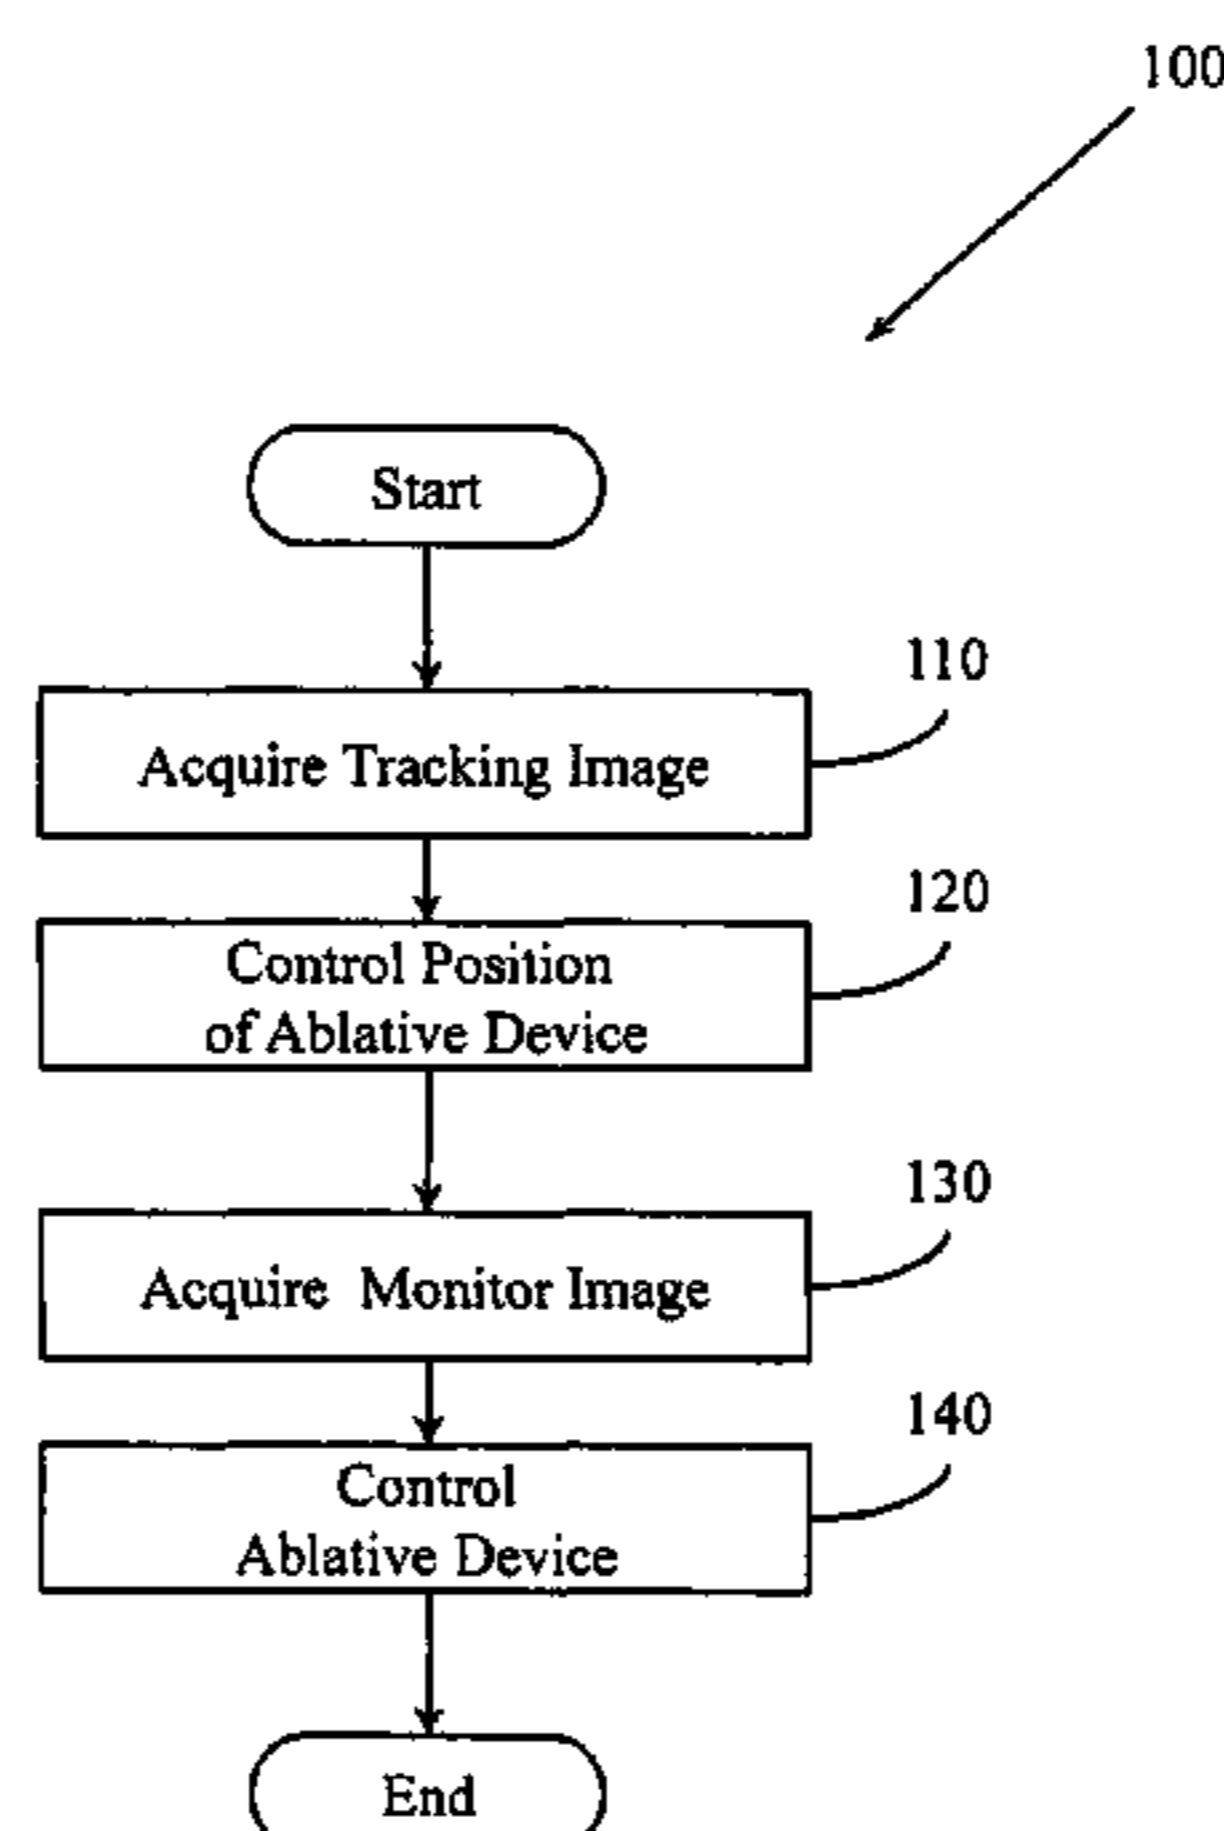 100
Start
110
Acquire Tracking Image
120
Control Position
of Ablative Device
130
Acquire Monitor Image
140
Control
Ablative Device
End